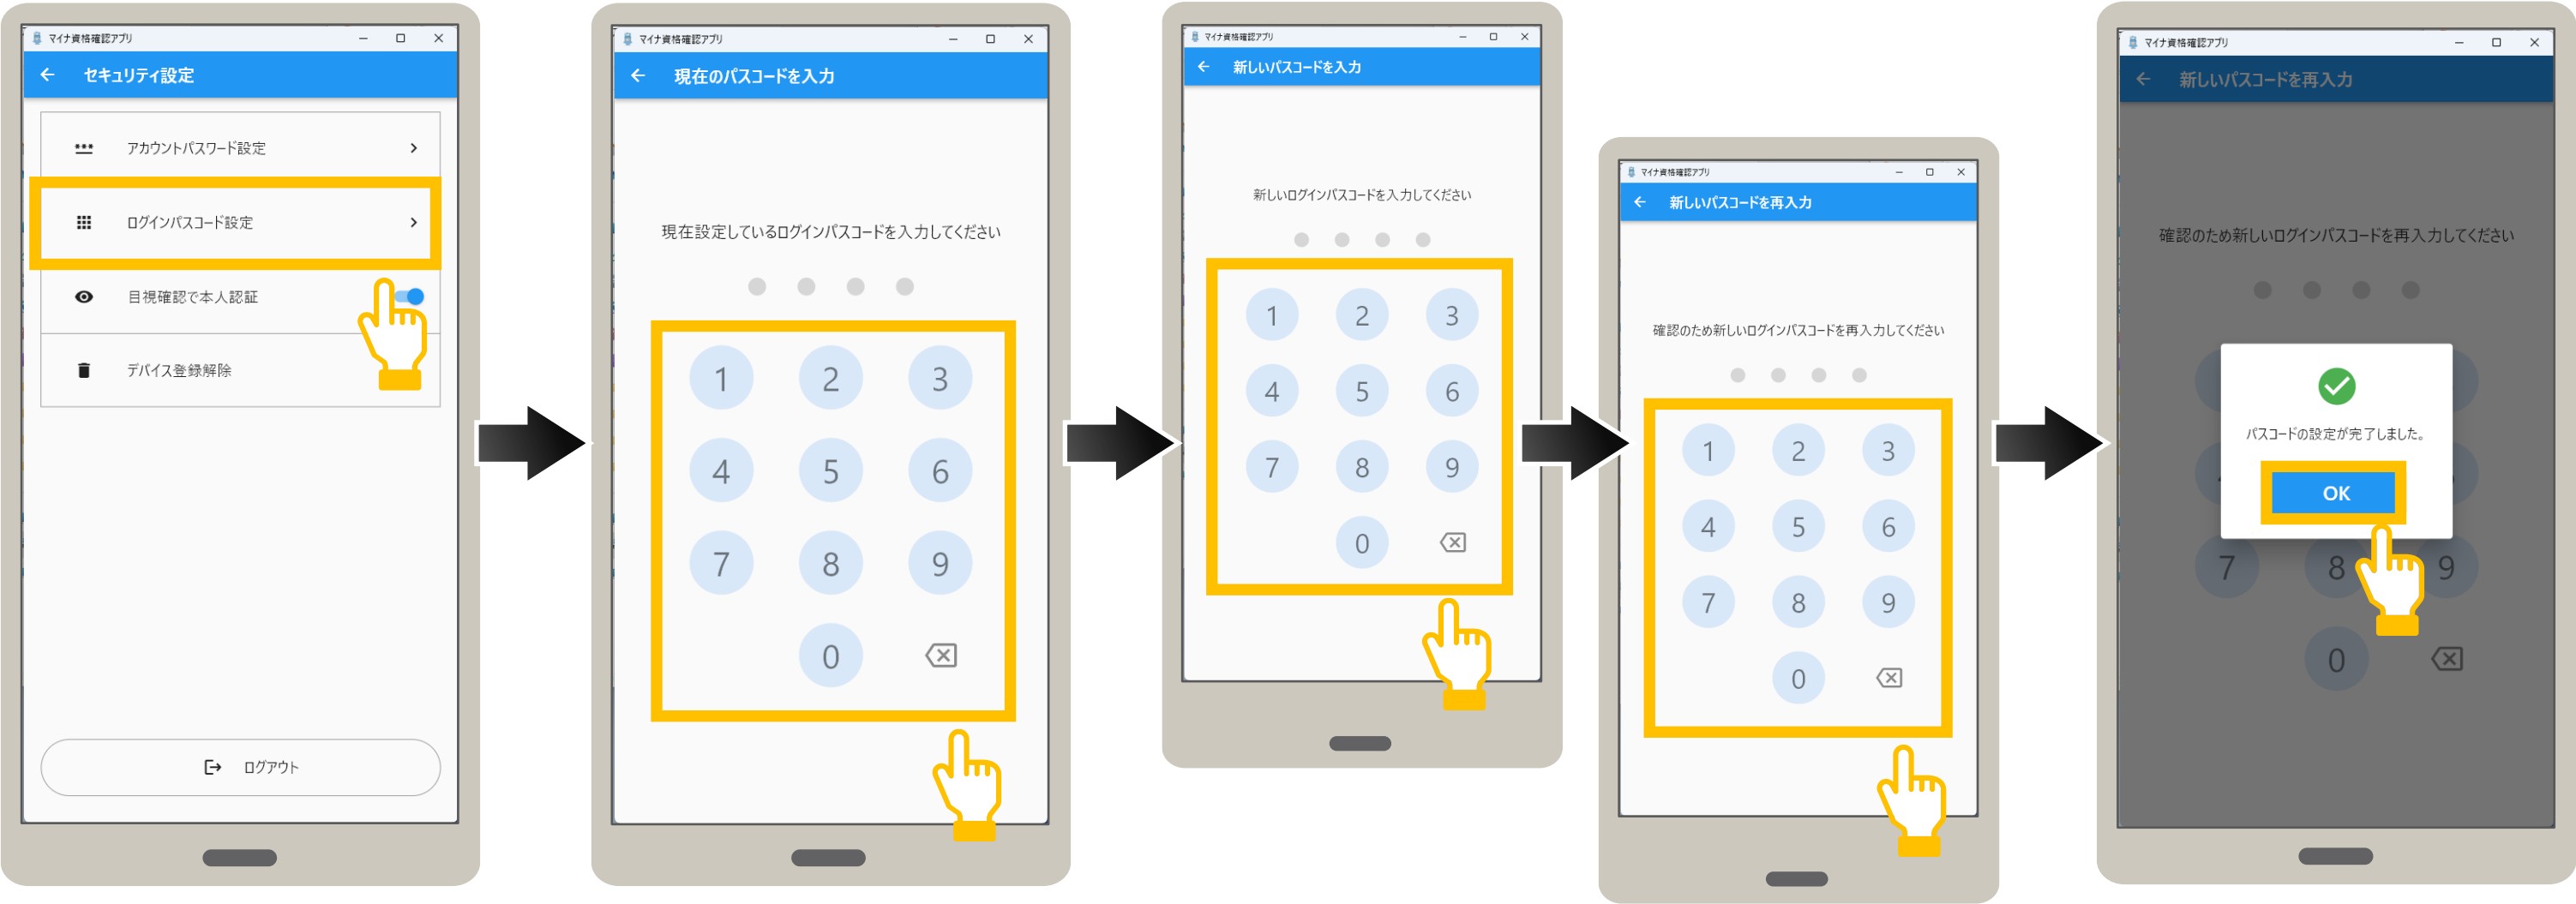 マイナ資格確認アプリ
セキュリティ設定
アカウントパスワード設定
ログインパスコード設定
目視確認で本人認証
デバイス登録解除
ログアウト
マイナ資格確認アプリ
現在のパスコードを入力
現在設定しているログインパスコードを入力してください
1 2 3
4 5 6
7 8 9
0
マイナ資格確認アプリ
新しいパスコードを入力
新しいログインパスコードを入力してください
1 2 3
4 5 6
7 8 9
0
マイナ資格確認アプリ
新しいパスコードを再入力
確認のため新しいログインパスコードを再入力してください
1 2 3
4 5 6
7 8 9
0
マイナ資格確認アプリ
新しいパスコードを再入力
確認のため新しいログインパスコードを再入力してください
パスコードの設定が完了しました。
OK
7 8 9
0